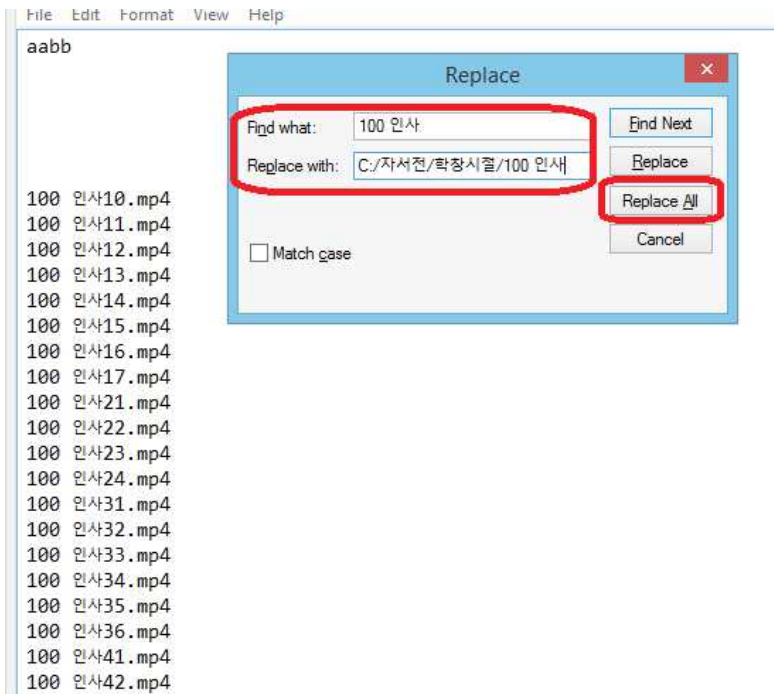 File Edit Format View Help
aabb
Replace
Find what: 100 인사
Find Next
Replace with: C:/자서전/학창시절/100 인사
Replace
Replace All
Match case
Cancel
100 인사10.mp4
100 인사11.mp4
100 인사12.mp4
100 인사13.mp4
100 인사14.mp4
100 인사15.mp4
100 인사16.mp4
100 인사17.mp4
100 인사21.mp4
100 인사22.mp4
100 인사23.mp4
100 인사24.mp4
100 인사31.mp4
100 인사32.mp4
100 인사33.mp4
100 인사34.mp4
100 인사35.mp4
100 인사36.mp4
100 인사41.mp4
100 인사42.mp4